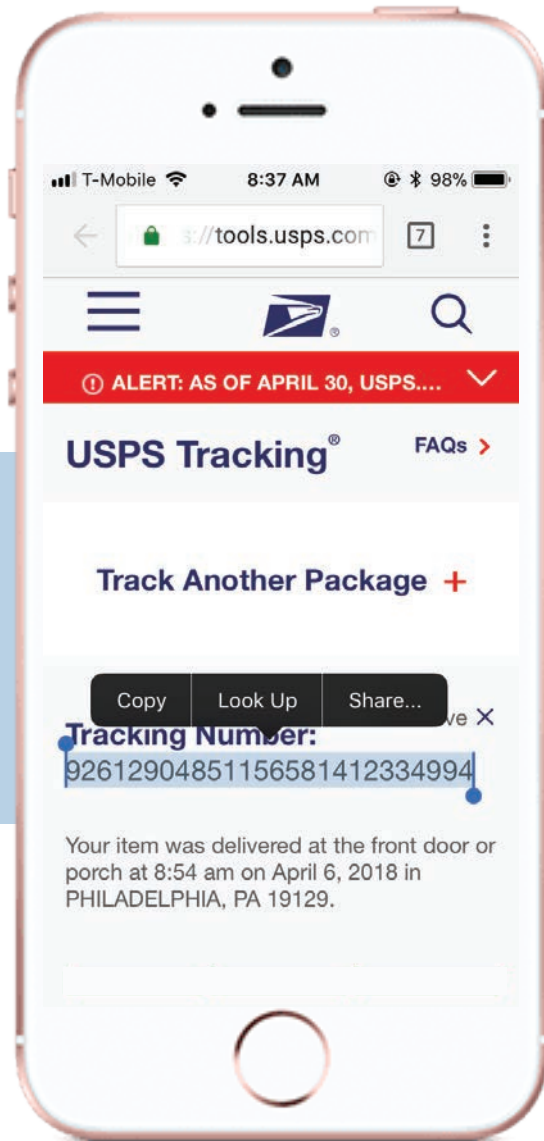 T-Mobile 8:37 AM 98%
s://tools.usps.com 7
®
ALERT: AS OF APRIL 30, USPS....
USPS Tracking® FAQs >
Track Another Package +
Copy Look Up Share...
ve ×
Tracking Number:
92612904851156581412334994
Your item was delivered at the front door or
porch at 8:54 am on April 6, 2018 in
PHILADELPHIA, PA 19129.